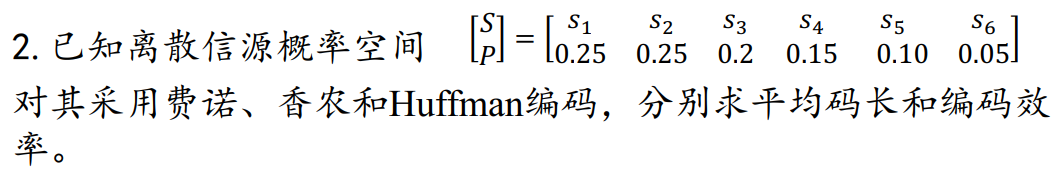 2. 已知离散信源概率空间 [S P] = [s1 s2 s3 s4 s5 s6 0.25 0.25 0.2 0.15 0.10 0.05]
对其采用费诺、香农和Huffman编码，分别求平均码长和编码效
率。